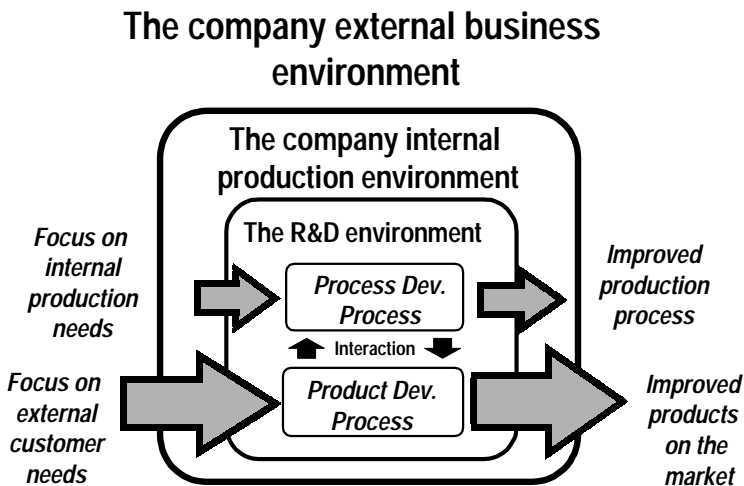 The company external business
environment
The company internal
production environment
The R&D environment
Focus on
internal
production
needs
Process Dev.
Process
Improved
production
process
Interaction
Focus on
external
customer
needs
Product Dev.
Process
Improved
products
on the
market